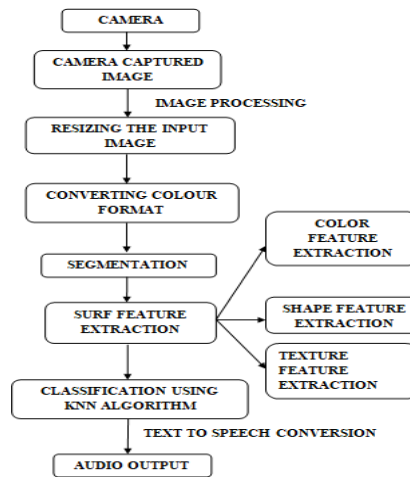 CAMERA
CAMERA CAPTURED
IMAGE
IMAGE PROCESSING
RESIZING THE INPUT
IMAGE
CONVERTING COLOUR
FORMAT
SEGMENTATION
SURF FEATURE
EXTRACTION
COLOR
FEATURE
EXTRACTION
SHAPE FEATURE
EXTRACTION
TEXTURE
FEATURE
EXTRACTION
CLASSIFICATION USING
KNN ALGORITHM
TEXT TO SPEECH CONVERSION
AUDIO OUTPUT